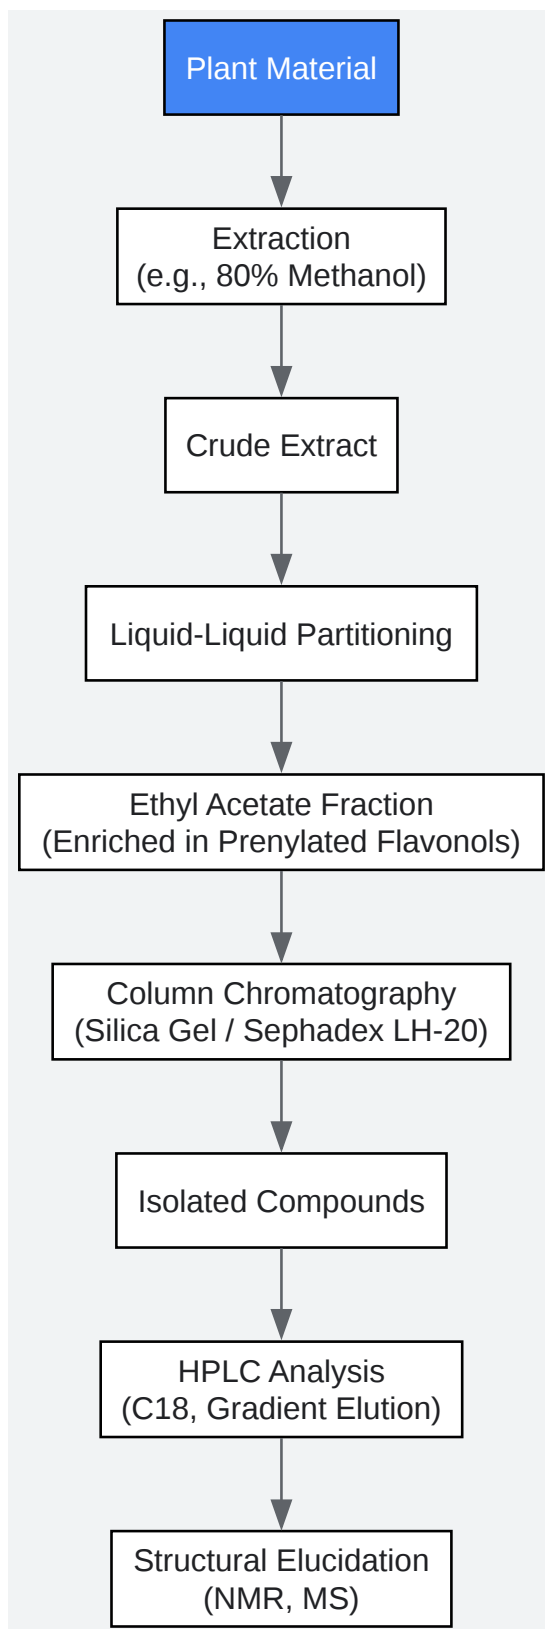 Plant Material
Extraction
(e.g., 80% Methanol)
Crude Extract
Liquid-Liquid Partitioning
Ethyl Acetate Fraction
(Enriched in Prenylated Flavonols)
Column Chromatography
(Silica Gel / Sephadex LH-20)
Isolated Compounds
HPLC Analysis
(C18, Gradient Elution)
Structural Elucidation
(NMR, MS)